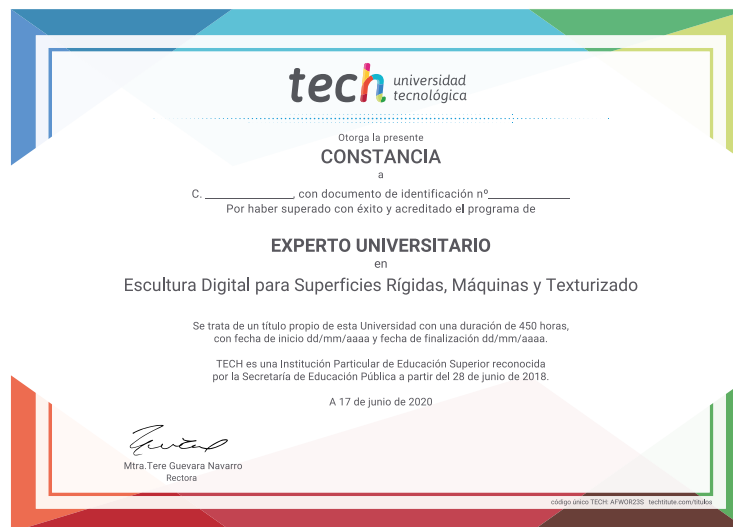 tech universidad
tecnológica
Otorga la presente
CONSTANCIA
a
C. ______________, con documento de identificación nº______________
Por haber superado con éxito y acreditado el programa de
EXPERTO UNIVERSITARIO
en
Escultura Digital para Superficies Rígidas, Máquinas y Texturizado
Se trata de un título propio de esta Universidad con una duración de 450 horas,
con fecha de inicio dd/mm/aaaa y fecha de finalización dd/mm/aaaa.
TECH es una Institución Particular de Educación Superior reconocida
por la Secretaría de Educación Pública a partir del 28 de junio de 2018.
A 17 de junio de 2020
Mtra.Tere Guevara Navarro
Rectora
código único TECH: AFWOR23S techtitute.com/titulos